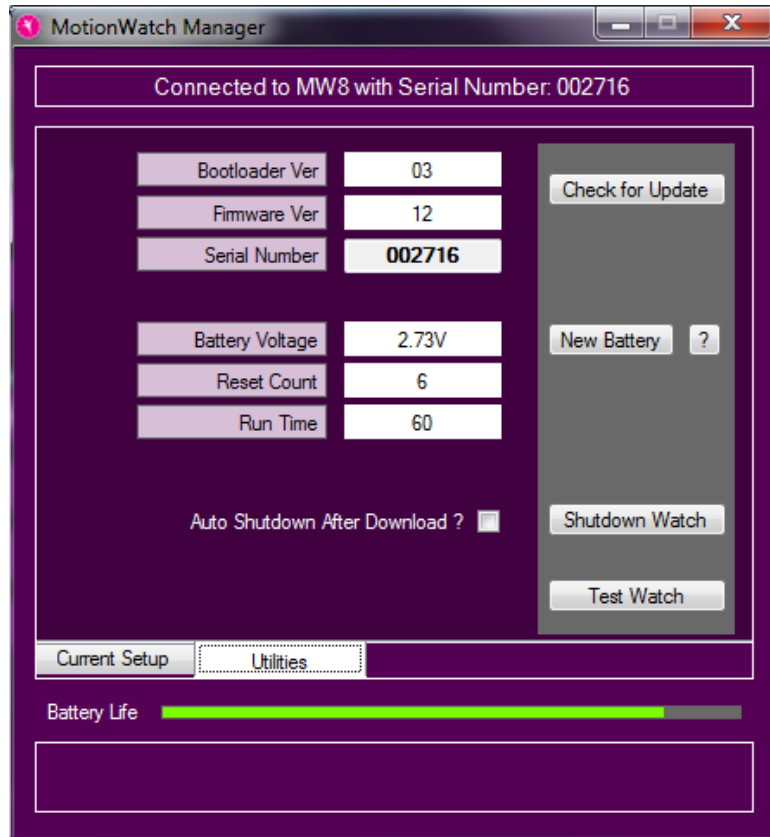 MotionWatch Manager
Connected to MW8 with Serial Number: 002716
Bootloader Ver 03
Check for Update
Firmware Ver 12
Serial Number 002716
Battery Voltage 2.73V New Battery ?
Reset Count 6
Run Time 60
Auto Shutdown After Download ? Shutdown Watch
Test Watch
Current Setup Utilities
Battery Life